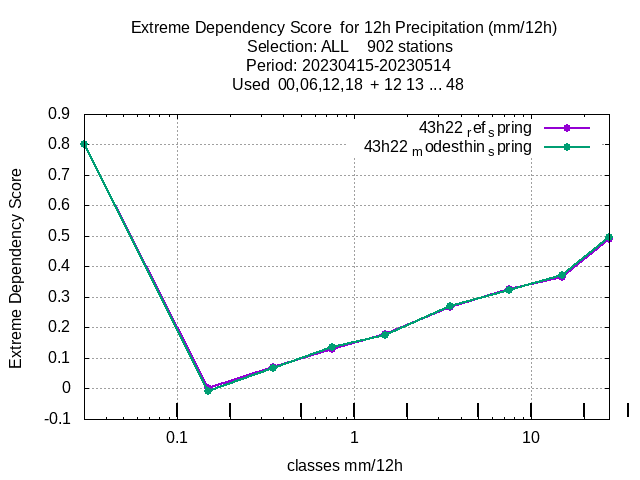 Extreme Dependency Score  for 12h Precipitation (mm/12h)
Selection: ALL    902 stations
Period: 20230415-20230514
Used  00,06,12,18  + 12 13 ... 48
43h22 ref spring
43h22 modesthin spring
0.9
0.8
0.7
0.6
0.5
0.4
0.3
0.2
0.1
0
-0.1
Extreme Dependency Score
0.1 1 10
classes mm/12h